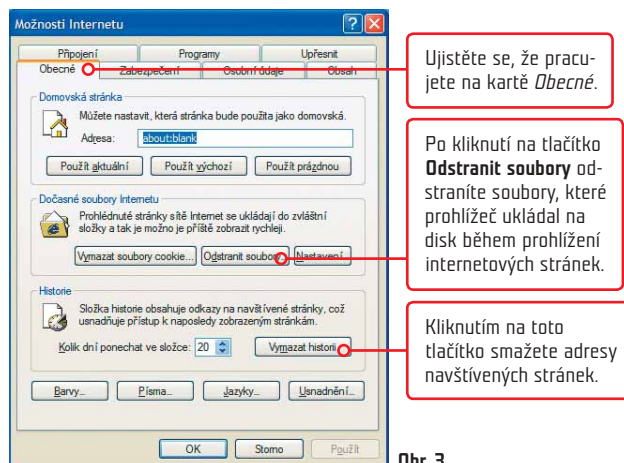 Možnosti Internetu
Připojení Programy Upřesnit
Obecné Zabezpečení Osobní údaje Obsah
Domovská stránka
Můžete nastavit, která stránka bude použita jako domovská.
Adresa: about:blank
Použít aktuální Použít výchozí Použít prázdnou
Dočasné soubory Internetu
Prohlédnuté stránky sítě Internet se ukládají do zvláštní
složky a tak je možno je příště zobrazit rychleji.
Vymazat soubory cookie... Odstranit soubory... Nastavení...
Historie
Složka historie obsahuje odkazy na navštívené stránky, což
usnadňuje přístup k naposledy zobrazeným stránkám.
Kolik dní ponechat ve složce: 20 Vymazat historii
Barvy... Písma... Jazyky... Usnadnění...
OK Storno Použít
Ujistěte se, že pracu-
jete na kartě Obecné.
Po kliknutí na tlačítko
Odstranit soubory od-
straníte soubory, které
prohlížeč ukládal na
disk během prohlížení
internetových stránek.
Kliknutím na toto
tlačítko smažete adresy
navštívených stránek.
Obr. 3